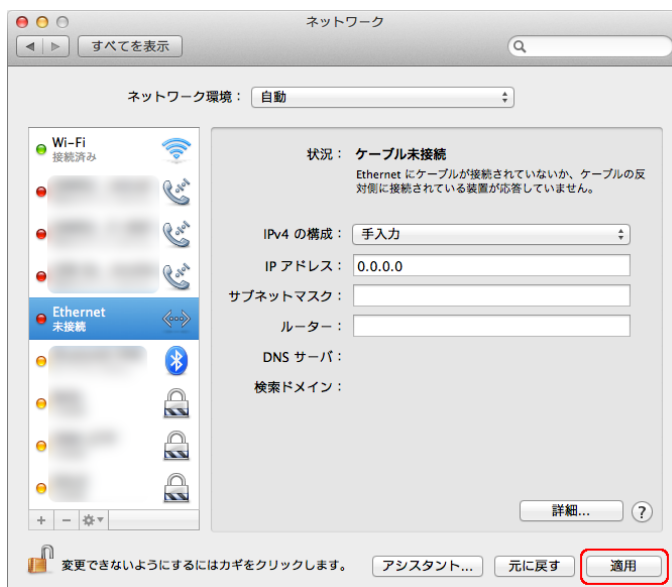 ネットワーク
すべてを表示
ネットワーク環境： 自動
Wi-Fi
接続済み
Ethernet
未接続
状況： ケーブル未接続
Ethernet にケーブルが接続されていないか、ケーブルの反
対側に接続されている装置が応答していません。
IPv4 の構成： 手入力
IP アドレス： 0.0.0.0
サブネットマスク：
ルーター：
DNS サーバ：
検索ドメイン：
詳細... ?
変更できないようにするにはカギをクリックします。 アシスタント... 元に戻す 適用